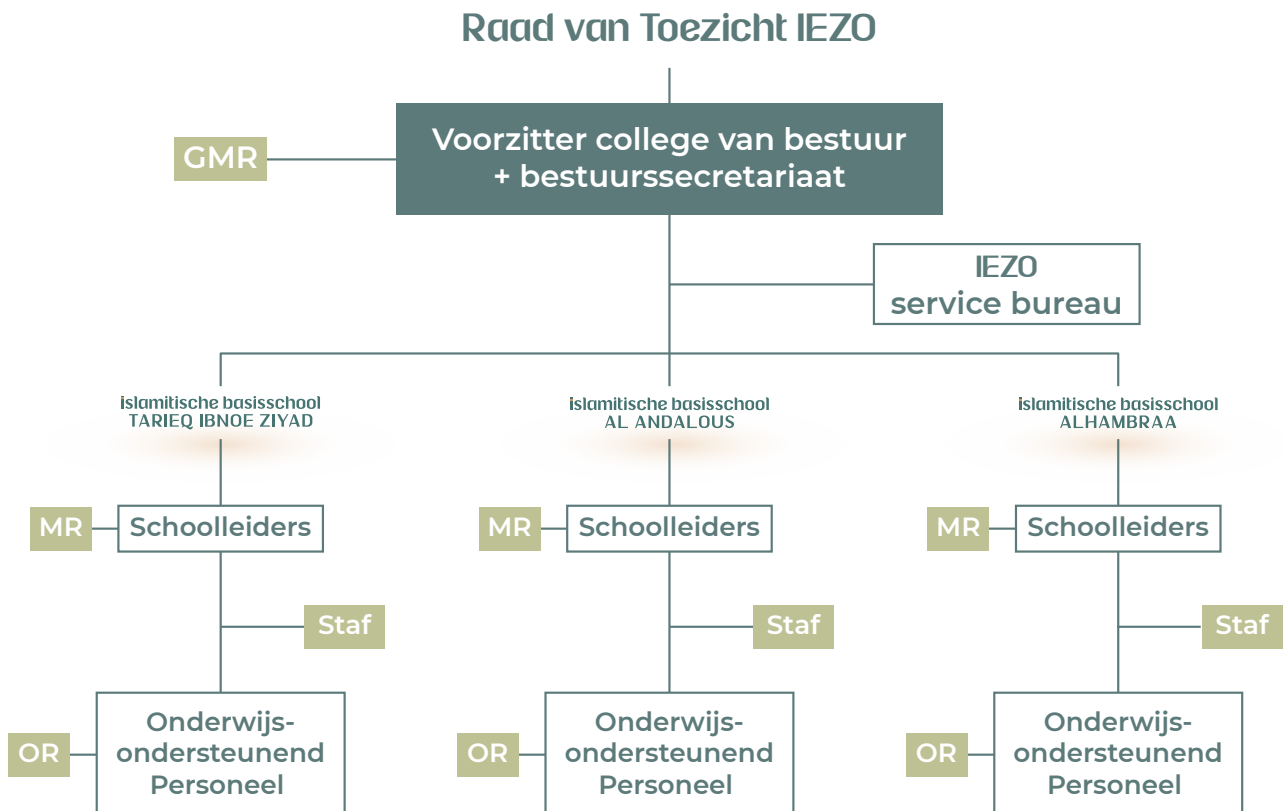 Raad van Toezicht IEZO
GMR
Voorzitter college van bestuur
+ bestuurssecretariaat
IEZO
service bureau
islamitische basisschool
TARIEQ IBNOE ZIYAD
islamitische basisschool
AL ANDALOUS
islamitische basisschool
ALHAMBRAA
MR
Schoolleiders
MR
Schoolleiders
MR
Schoolleiders
Staf
Staf
Staf
OR
Onderwijs-
ondersteunend
Personeel
OR
Onderwijs-
ondersteunend
Personeel
OR
Onderwijs-
ondersteunend
Personeel